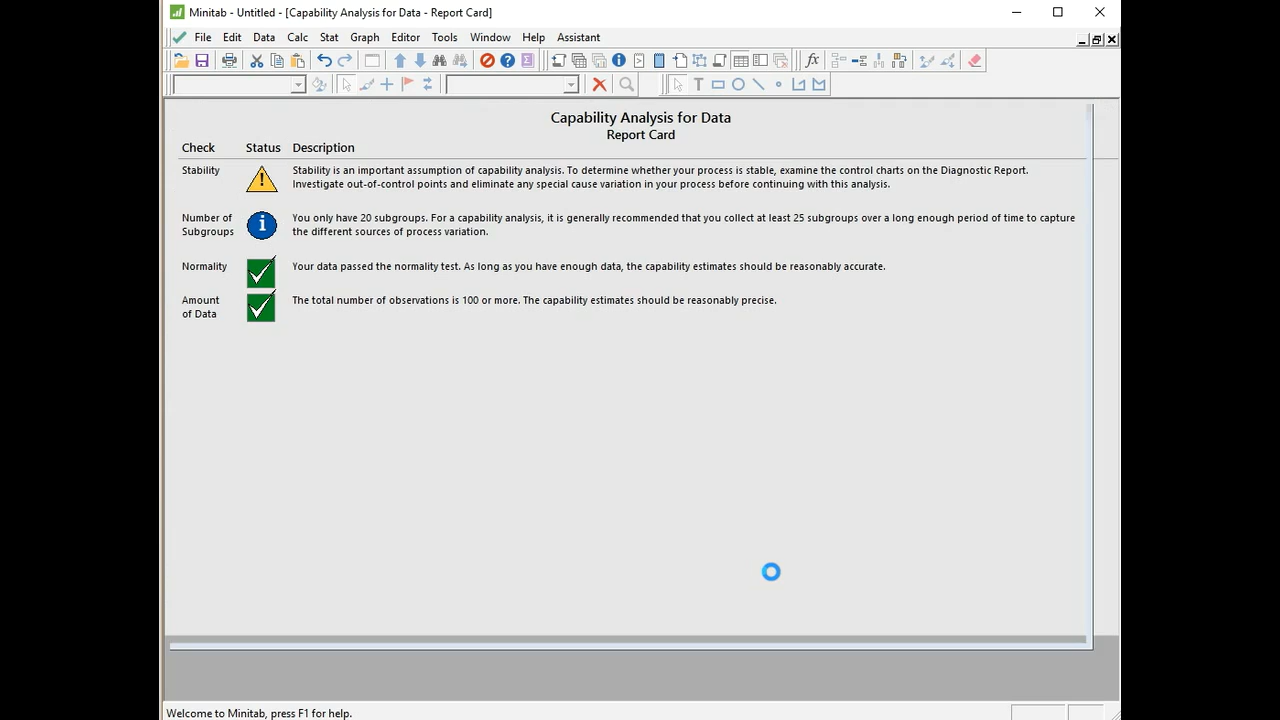 Minitab - Untitled - [Capability Analysis for Data - Report Card]
File Edit Data Calc Stat Graph Editor Tools Window Help Assistant
Capability Analysis for Data
Report Card
Check Status Description
Stability
Stability is an important assumption of capability analysis. To determine whether your process is stable, examine the control charts on the Diagnostic Report.
Investigate out-of-control points and eliminate any special cause variation in your process before continuing with this analysis.
Number of
Subgroups
You only have 20 subgroups. For a capability analysis, it is generally recommended that you collect at least 25 subgroups over a long enough period of time to capture
the different sources of process variation.
Normality
Your data passed the normality test. As long as you have enough data, the capability estimates should be reasonably accurate.
Amount
of Data
The total number of observations is 100 or more. The capability estimates should be reasonably precise.
Welcome to Minitab, press F1 for help.